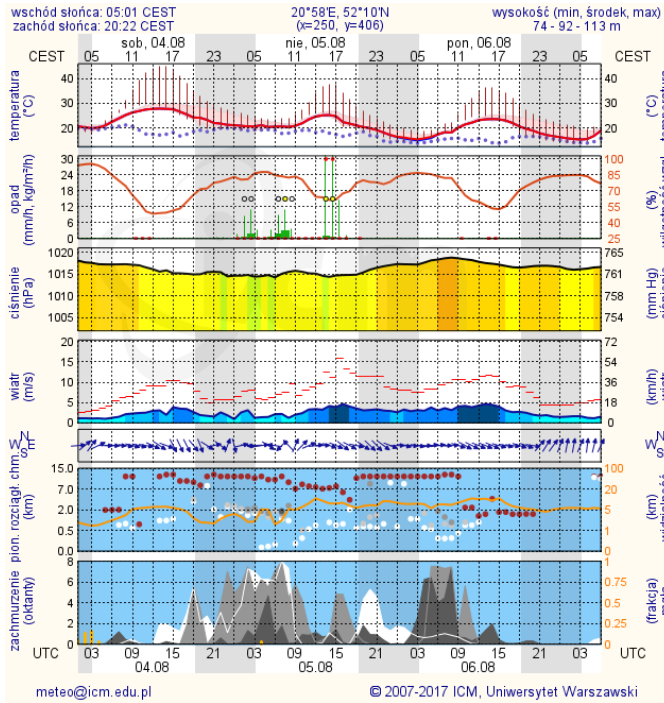 wschód słońca: 05:01 CEST 20°58'E, 52°10'N wysokość (min, środek, max)
zachód słońca: 20:22 CEST (x=250, y=406) 74 - 92 - 113 m
sob, 04.08 nie, 05.08 pon, 06.08
CEST 05 11 17 23 05 11 17 23 05 11 17 23 CEST
temperatura
(°C)
40 40
30 30
20 20
opad
(mm/h, kg/m²/h)
30 100
24 85
18 70
12 55
6 40
0 25
(%)
ciśnienie
(hPa)
1020 765
1015 761
1010 758
1005 754
(mm Hg)
ciśnienie
wiatr
(m/s)
20 72
15 54
10 36
5 18
0 0
(km/h)
N
W E
S
pion. rozciągł. chm.
(km)
15.0 100
7.0 20
2.0 5
0.5 1
0.0 0
(km)
zachmurzenie
(oktanty)
8 1
6 0.75
4 0.5
2 0.25
0 0
(frakcja)
UTC 03 09 15 21 03 09 15 21 03 09 15 21 03 UTC
04.08 05.08 06.08
meteo@icm.edu.pl © 2007-2017 ICM, Uniwersytet Warszawski